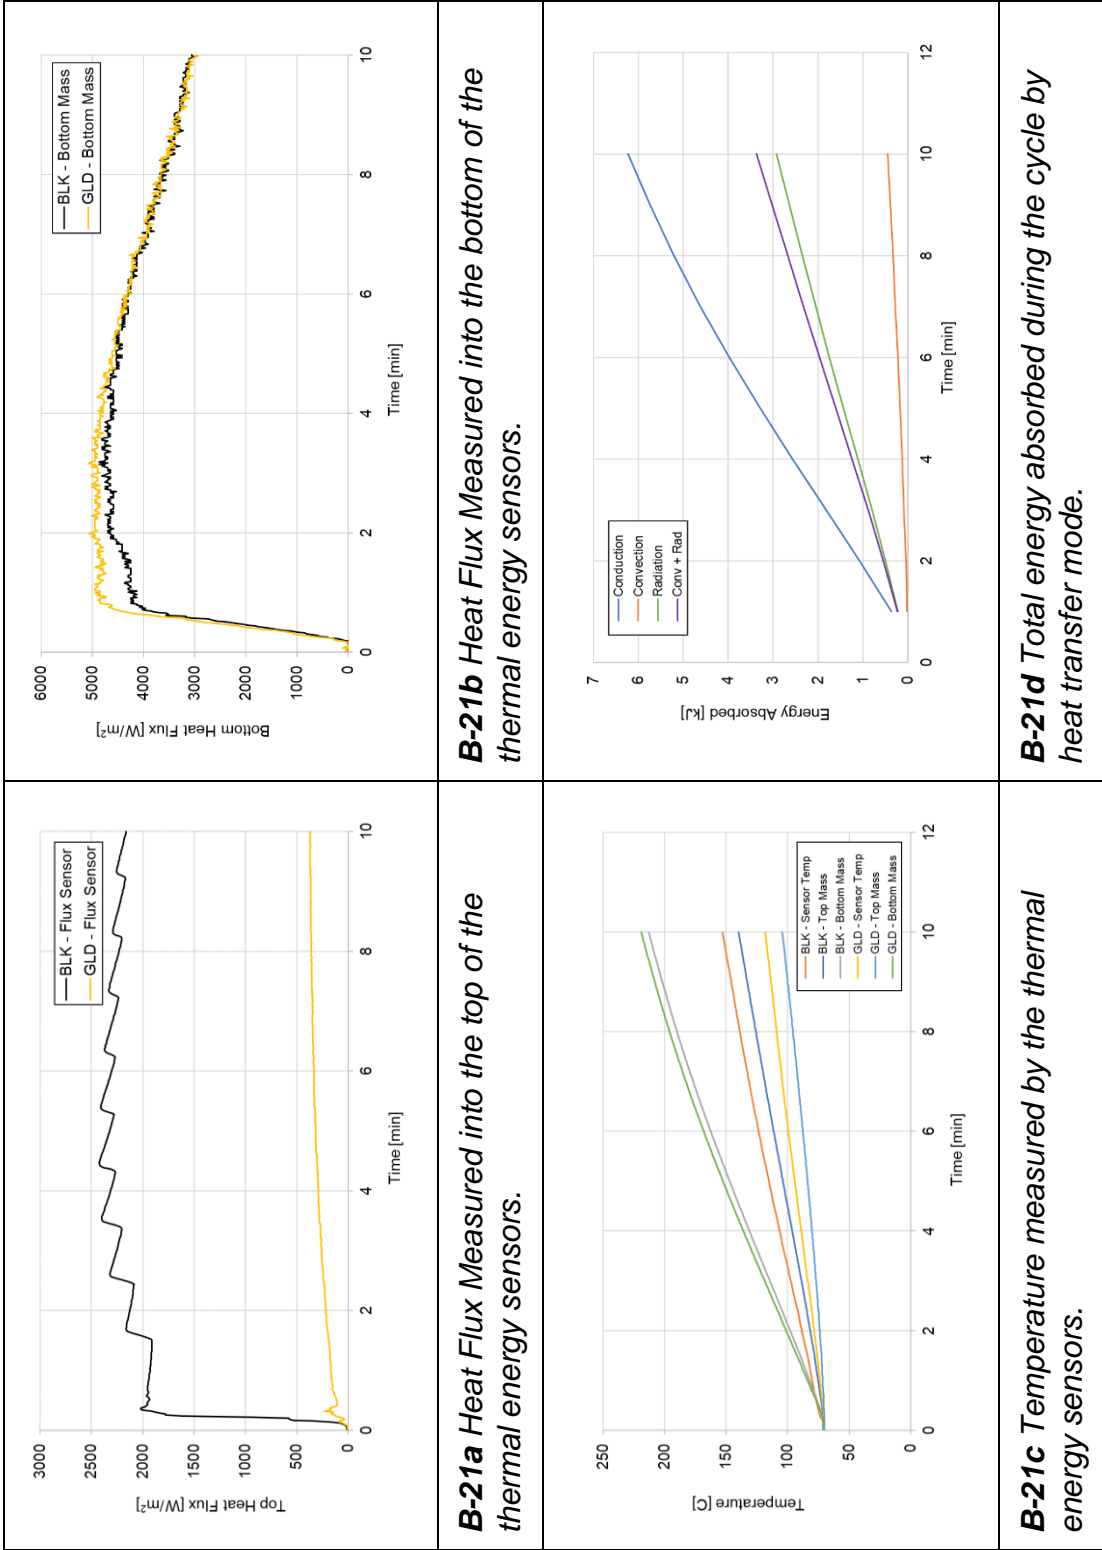 3000
2500
2000
1500
1000
500
0
Top Heat Flux [W/m²]
0
2
4
6
8
10
Time [min]
BLK - Flux Sensor
GLD - Flux Sensor
6000
5000
4000
3000
2000
1000
0
Bottom Heat Flux [W/m²]
0
2
4
6
8
10
Time [min]
BLK - Bottom Mass
GLD - Bottom Mass
B-21a Heat Flux Measured into the top of the
thermal energy sensors.
B-21b Heat Flux Measured into the bottom of the
thermal energy sensors.
250
200
150
100
50
0
Temperature [C]
0
2
4
6
8
10
12
Time [min]
BLK - Sensor Temp
BLK - Top Mass
BLK - Bottom Mass
GLD - Sensor Temp
GLD - Top Mass
GLD - Bottom Mass
7
6
5
4
3
2
1
0
Energy Absorbed [kJ]
0
2
4
6
8
10
12
Time [min]
Conduction
Convection
Radiation
Conv + Rad
B-21c Temperature measured by the thermal
energy sensors.
B-21d Total energy absorbed during the cycle by
heat transfer mode.